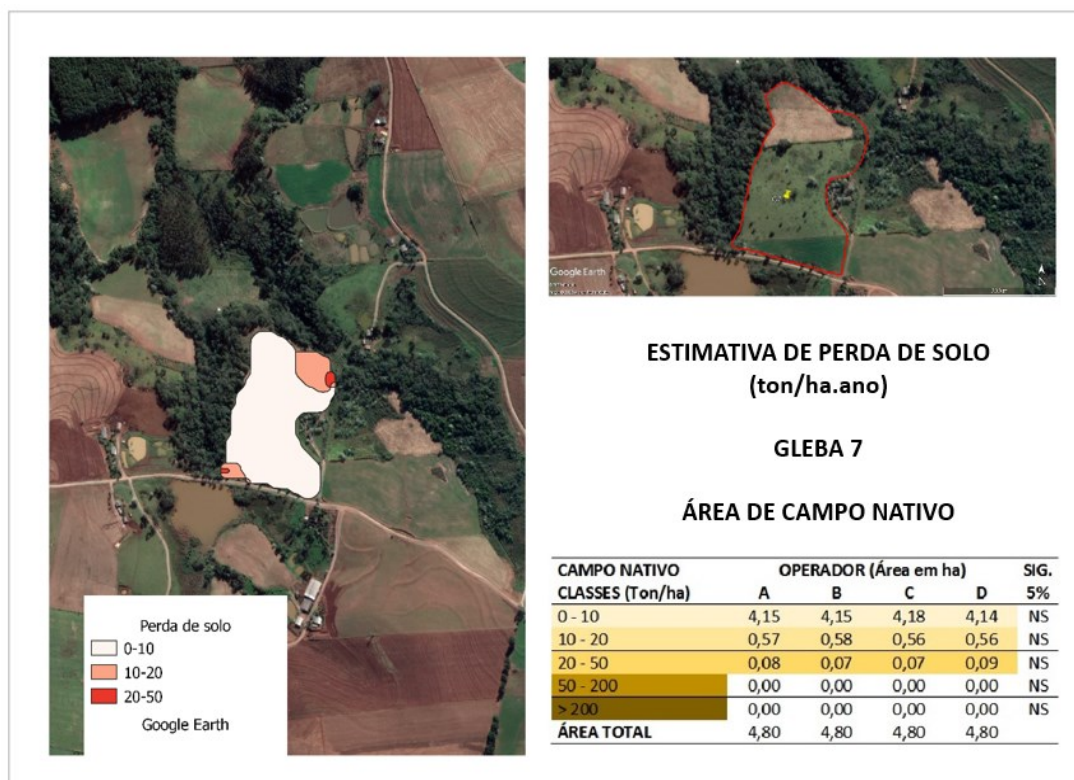 Perda de solo
0-10
10-20
20-50
Google Earth
Google Earth
ESTIMATIVA DE PERDA DE SOLO
(ton/ha.ano)
GLEBA 7
ÁREA DE CAMPO NATIVO
CAMPO NATIVO OPERADOR (Área em ha) SIG.
CLASSES (Ton/ha) A B C D 5%
0 - 10 4,15 4,15 4,18 4,14 NS
10 - 20 0,57 0,58 0,56 0,56 NS
20 - 50 0,08 0,07 0,07 0,09 NS
50 - 200 0,00 0,00 0,00 0,00 NS
> 200 0,00 0,00 0,00 0,00 NS
ÁREA TOTAL 4,80 4,80 4,80 4,80